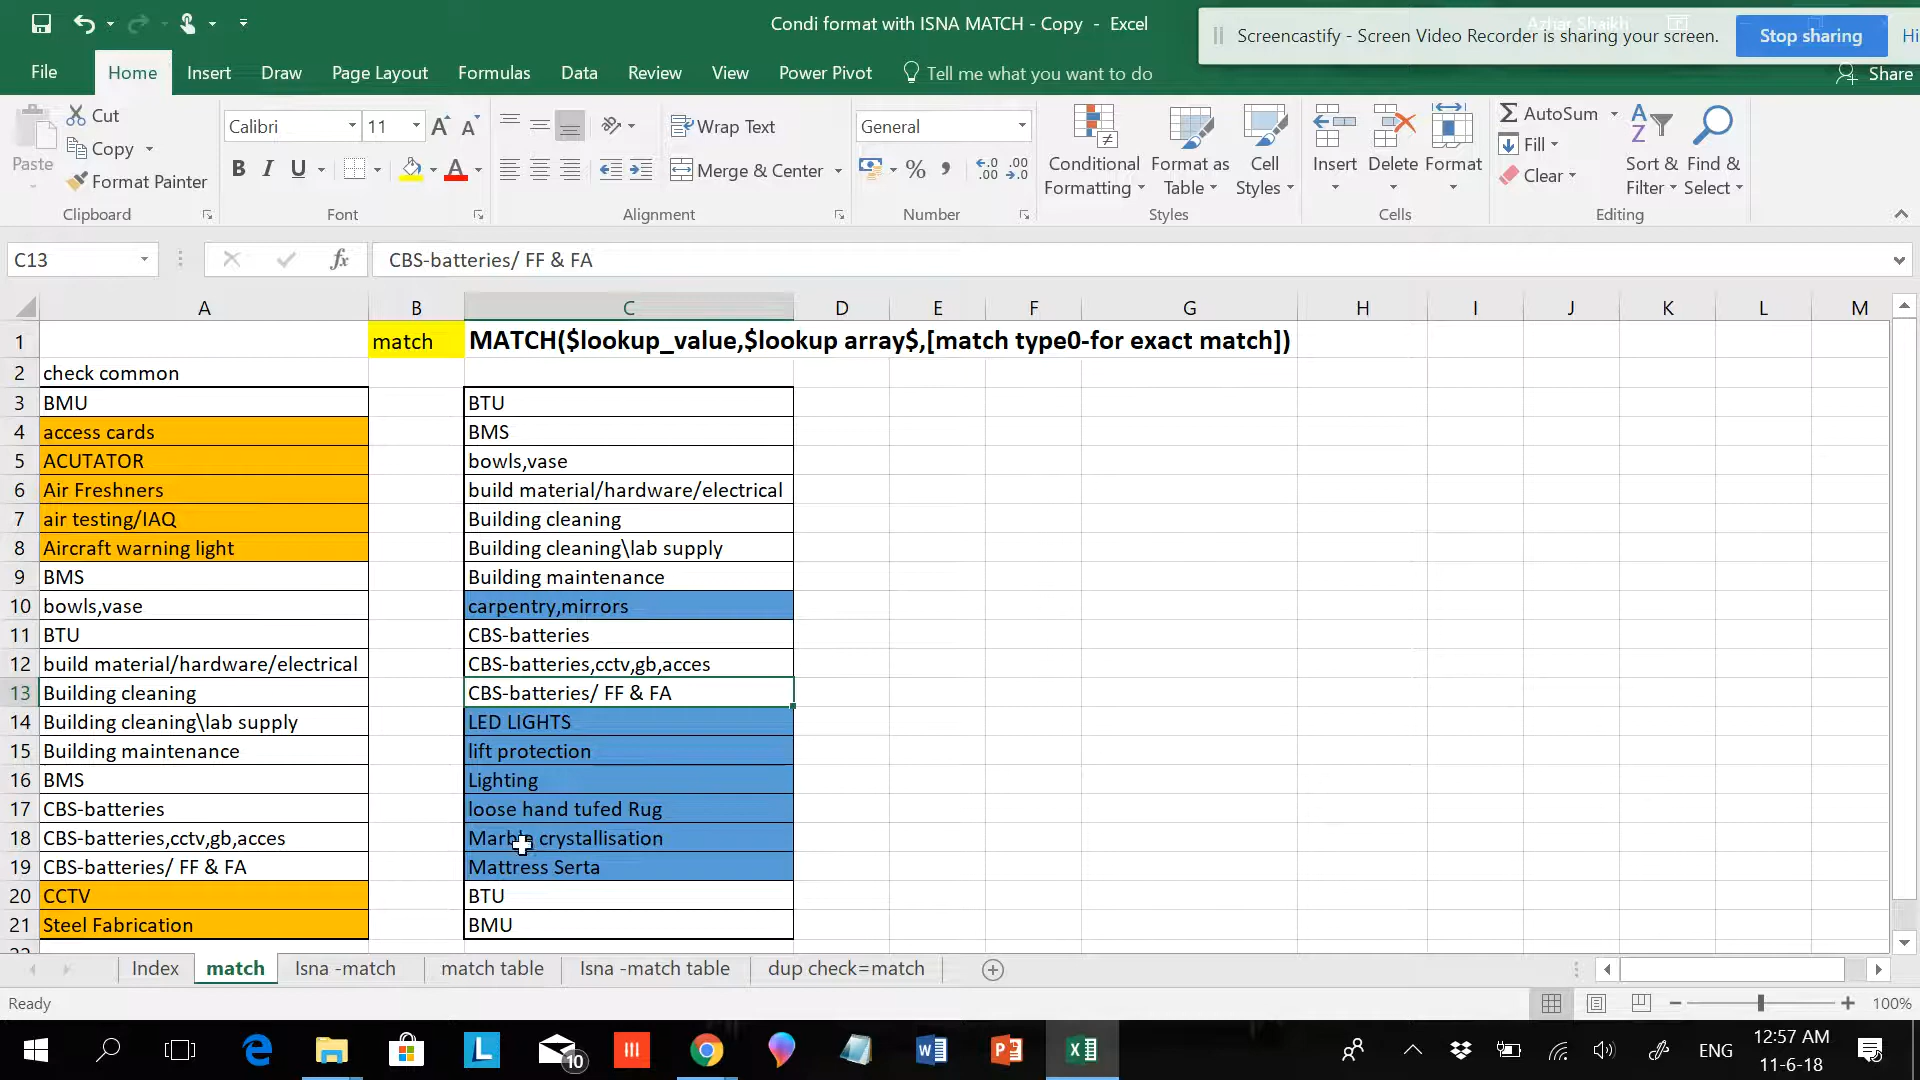 Condi format with ISNA MATCH - Copy - Excel
Screencastify - Screen Video Recorder is sharing your screen.
Stop sharing
Hi
File
Home
Insert
Draw
Page Layout
Formulas
Data
Review
View
Power Pivot
Tell me what you want to do
Share
Paste
Cut
Copy
Format Painter
Clipboard
Calibri
11
B I U
Font
Wrap Text
Merge & Center
Alignment
General
Number
Conditional Formatting
Format as Table
Cell Styles
Styles
Insert
Delete
Format
Cells
AutoSum
Fill
Clear
Sort & Filter
Find & Select
Editing
C13
fx
CBS-batteries/ FF & FA
A B C D E F G H I J K L M
1 match MATCH($lookup_value,$lookup array$,[match type0-for exact match])
2 check common
3 BMU BTU
4 access cards BMS
5 ACUTATOR bowls,vase
6 Air Freshners build material/hardware/electrical
7 air testing/IAQ Building cleaning
8 Aircraft warning light Building cleaning\lab supply
9 BMS Building maintenance
10 bowls,vase carpentry,mirrors
11 BTU CBS-batteries
12 build material/hardware/electrical CBS-batteries,cctv,gb,acces
13 Building cleaning CBS-batteries/ FF & FA
14 Building cleaning\lab supply LED LIGHTS
15 Building maintenance lift protection
16 BMS Lighting
17 CBS-batteries loose hand tufed Rug
18 CBS-batteries,cctv,gb,acces Marble crystallisation
19 CBS-batteries/ FF & FA Mattress Serta
20 CCTV BTU
21 Steel Fabrication BMU
Index
match
Isna -match
match table
Isna -match table
dup check=match
Ready
100%
10
ENG
12:57 AM
11-6-18